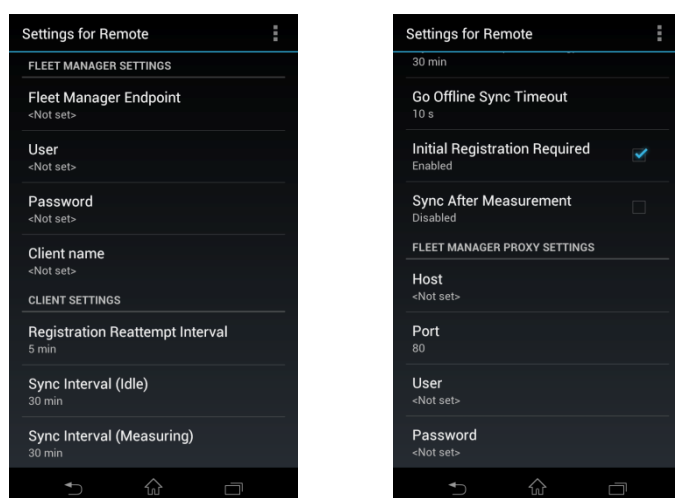 Settings for Remote
FLEET MANAGER SETTINGS
Fleet Manager Endpoint
<Not set>
User
<Not set>
Password
<Not set>
Client name
<Not set>
CLIENT SETTINGS
Registration Reattempt Interval
5 min
Sync Interval (Idle)
30 min
Sync Interval (Measuring)
30 min
Settings for Remote
30 min
Go Offline Sync Timeout
10 s
Initial Registration Required
Enabled
Sync After Measurement
Disabled
FLEET MANAGER PROXY SETTINGS
Host
<Not set>
Port
80
User
<Not set>
Password
<Not set>